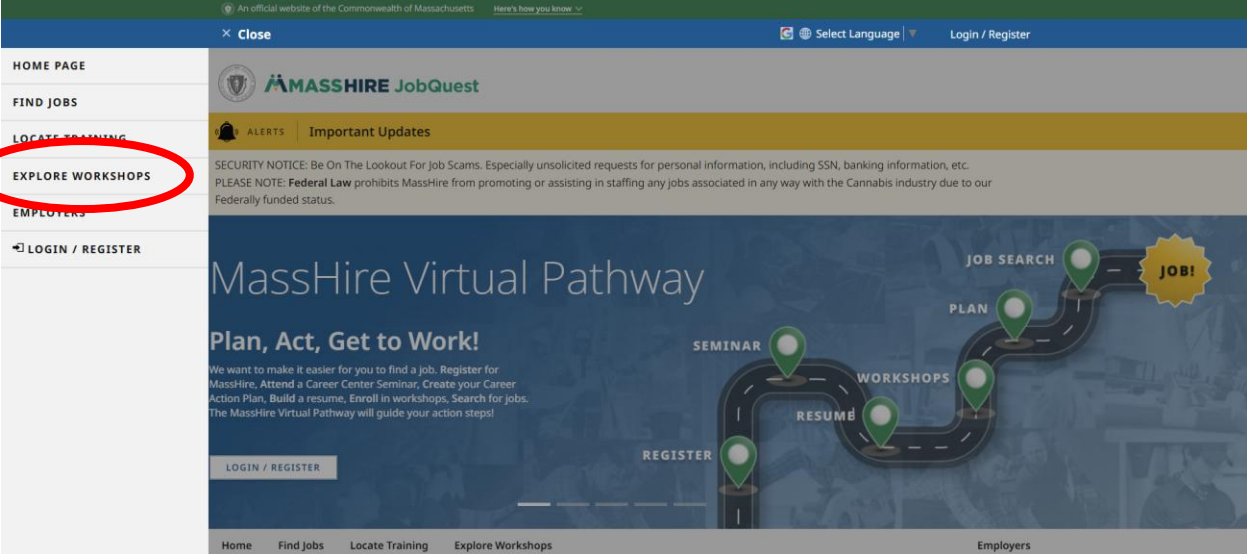 An official website of the Commonwealth of Massachusetts Here's how you know
× Close
Select Language
Login / Register
HOME PAGE
FIND JOBS
LOCATE TRAINING
EXPLORE WORKSHOPS
EMPLOYERS
LOGIN / REGISTER
MASSHIRE JobQuest
ALERTS Important Updates
SECURITY NOTICE: Be On The Lookout For Job Scams. Especially unsolicited requests for personal information, including SSN, banking information, etc.
PLEASE NOTE: Federal Law prohibits MassHire from promoting or assisting in staffing any jobs associated in any way with the Cannabis industry due to our
Federally funded status.
MassHire Virtual Pathway
Plan, Act, Get to Work!
We want to make it easier for you to find a job. Register for
MassHire, Attend a Career Center Seminar, Create your Career
Action Plan, Build a resume, Enroll in workshops, Search for jobs.
The MassHire Virtual Pathway will guide your action steps!
LOGIN / REGISTER
JOB SEARCH
JOB!
PLAN
SEMINAR
WORKSHOPS
RESUME
REGISTER
Home Find Jobs Locate Training Explore Workshops Employers